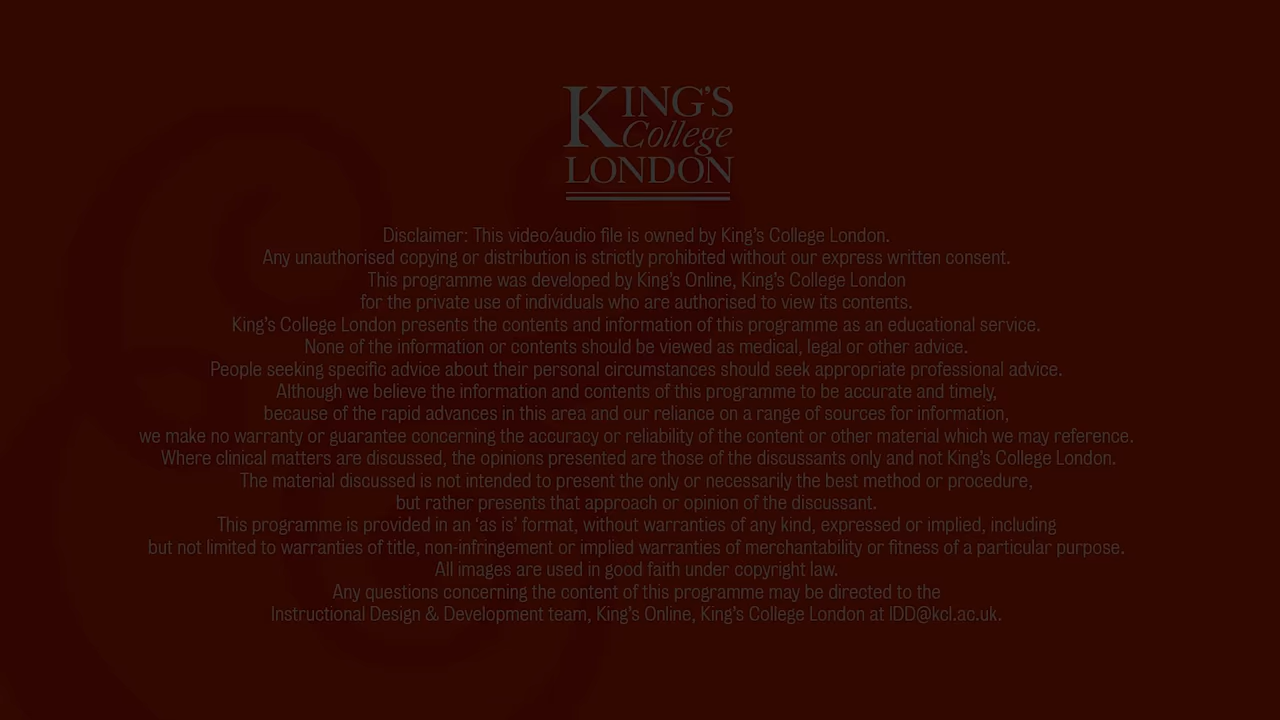 KING'S
College
LONDON
Disclaimer: This video/audio file is owned by King's College London.
Any unauthorised copying or distribution is strictly prohibited without our express written consent.
This programme was developed by King's Online, King's College London
for the private use of individuals who are authorised to view its contents.
King's College London presents the contents and information of this programme as an educational service.
None of the information or contents should be viewed as medical, legal or other advice.
People seeking specific advice about their personal circumstances should seek appropriate professional advice.
Although we believe the information and contents of this programme to be accurate and timely,
because of the rapid advances in this area and our reliance on a range of sources for information,
we make no warranty or guarantee concerning the accuracy or reliability of the content or other material which we may reference.
Where clinical matters are discussed, the opinions presented are those of the discussants only and not King's College London.
The material discussed is not intended to present the only or necessarily the best method or procedure,
but rather presents that approach or opinion of the discussant.
This programme is provided in an 'as is' format, without warranties of any kind, expressed or implied, including
but not limited to warranties of title, non-infringement or implied warranties of merchantability or fitness of a particular purpose.
All images are used in good faith under copyright law.
Any questions concerning the content of this programme may be directed to the
Instructional Design & Development team, King's Online, King's College London at IDD@kcl.ac.uk.